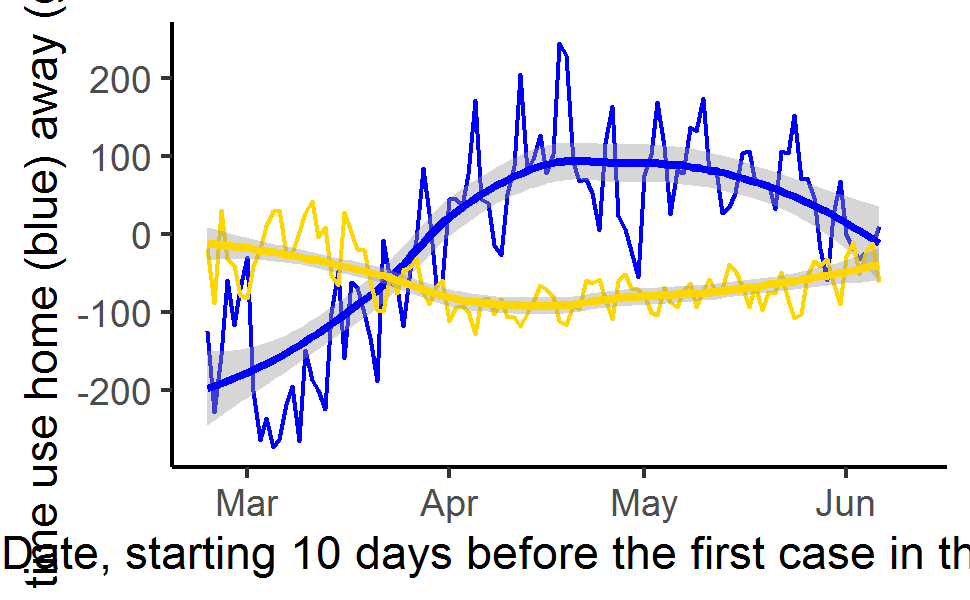 time use home (blue) away (
200
100
0
-100
-200
Mar Apr May Jun
Date, starting 10 days before the first case in th